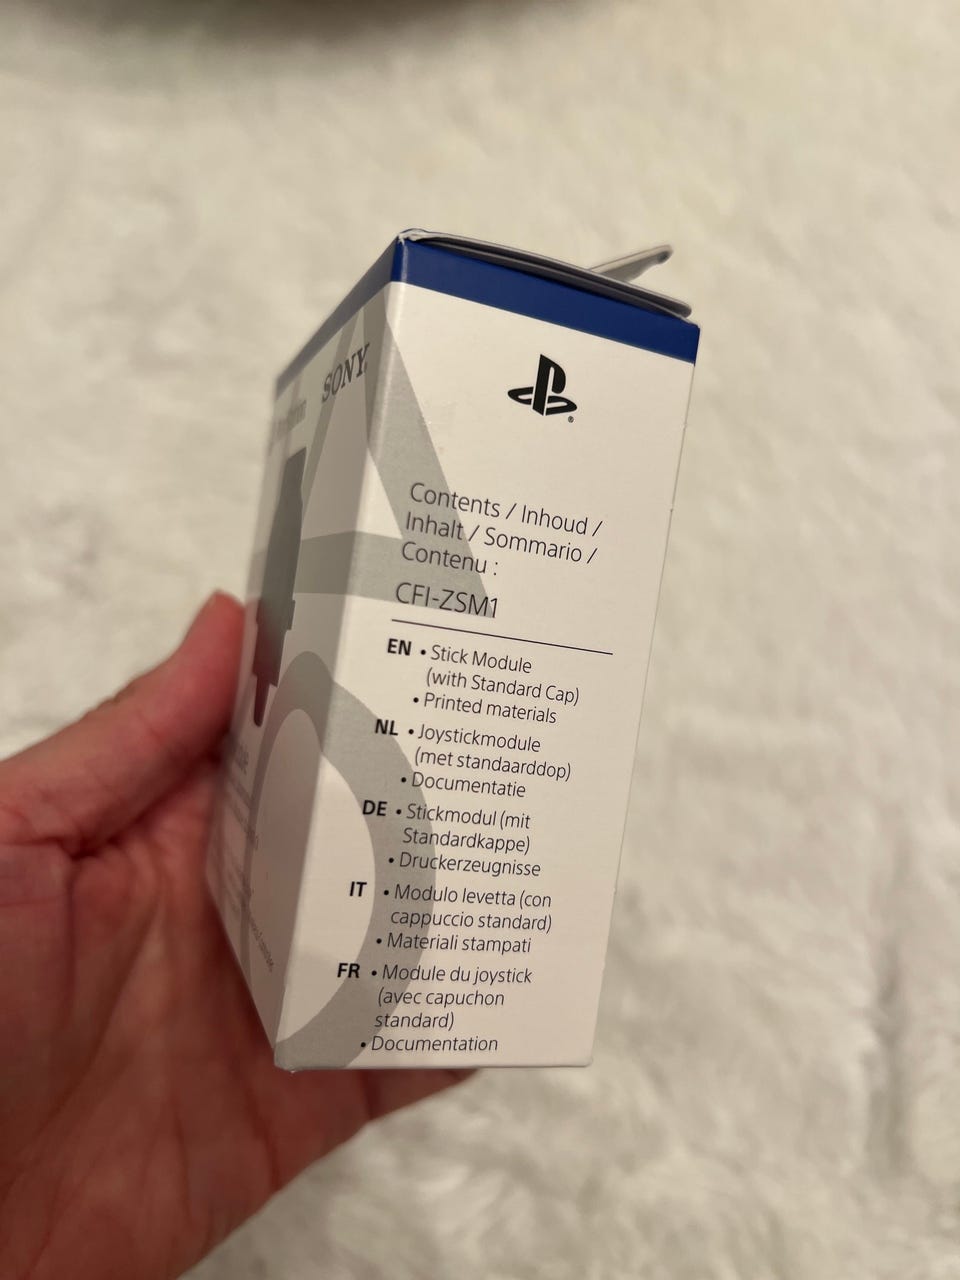 SONY
Contents / Inhoud /
Inhalt / Sommario /
Contenu :
CFI-ZSM1
EN • Stick Module
(with Standard Cap)
• Printed materials
NL • Joystickmodule
(met standaarddop)
• Documentatie
DE • Stickmodul (mit
Standardkappe)
• Druckerzeugnisse
IT • Modulo levetta (con
cappuccio standard)
• Materiali stampati
FR • Module du joystick
(avec capuchon
standard)
• Documentation